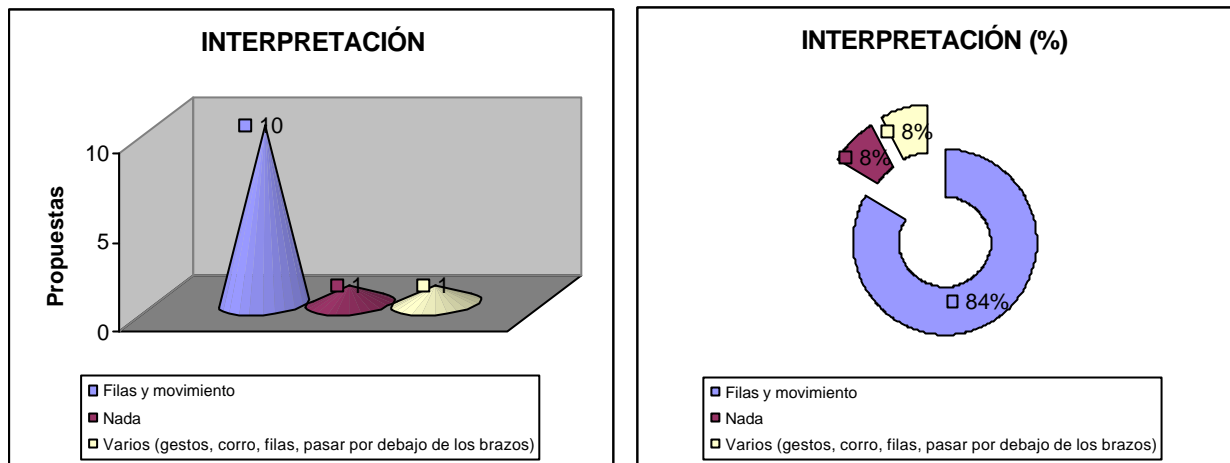 INTERPRETACIÓN
10
1
1
10
5
0
Propuestas
Filas y movimiento
Nada
Varios (gestos, corro, filas, pasar por debajo de los brazos)
INTERPRETACIÓN (%)
8%
8%
84%
Filas y movimiento
Nada
Varios (gestos, corro, filas, pasar por debajo de los brazos)